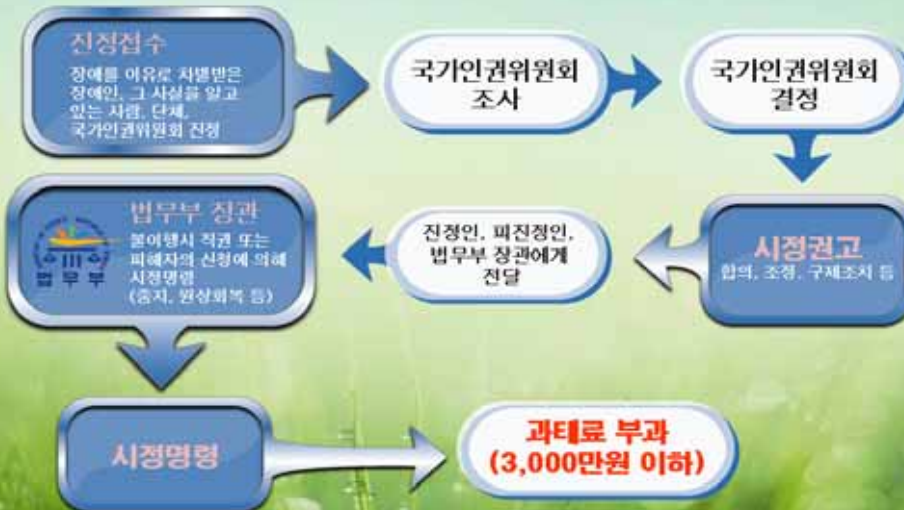 진정접수
장애를 이유로 차별받은
장애인, 그 사실을 알고
있는 사람, 단체,
국가인권위원회 진정
국가인권위원회
조사
국가인권위원회
결정
시정권고
합의, 조정, 구제조치 등
진정인, 피진정인,
법무부 장관에게
전달
법무부 장관
불이행시 직권 또는
피해자의 신청에 의해
시정명령
(중지, 원상회복 등)
법무부
시정명령
과태료 부과
(3,000만원 이하)